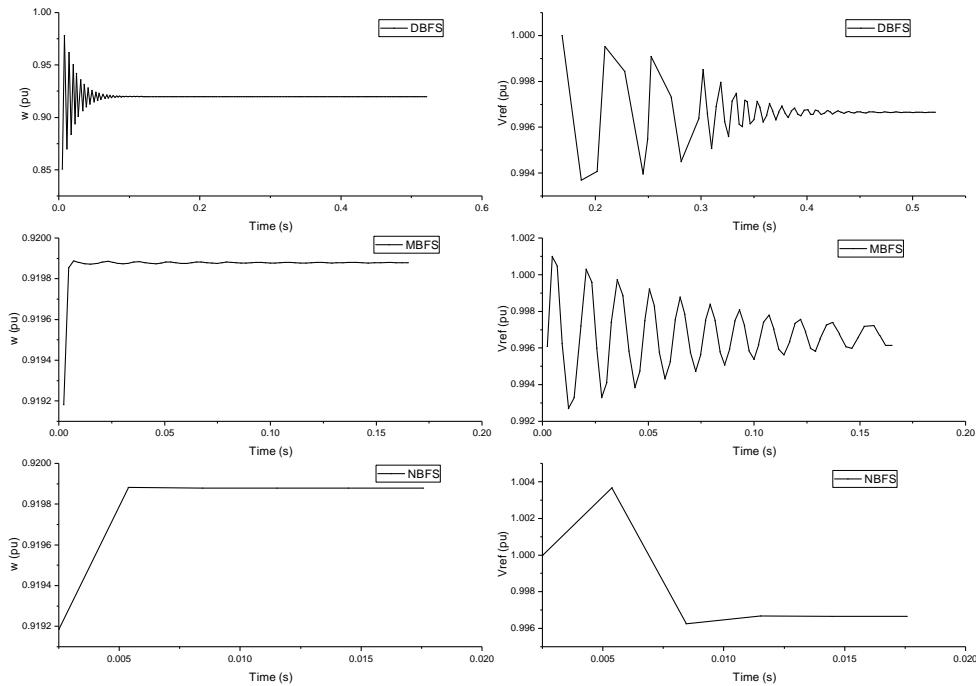 1.00
0.95
0.90
0.85
w (pu)
DBFS
0.0
0.2
0.4
0.6
Time (s)
1.000
0.998
0.996
0.994
Vref (pu)
DBFS
0.2
0.3
0.4
0.5
Time (s)
0.9200
0.9198
0.9196
0.9194
0.9192
w (pu)
MBFS
0.00
0.05
0.10
0.15
0.20
Time (s)
1.002
1.000
0.998
0.996
0.994
0.992
Vref (pu)
MBFS
0.00
0.05
0.10
0.15
0.20
Time (s)
0.9200
0.9198
0.9196
0.9194
0.9192
w (pu)
NBFS
0.005
0.010
0.015
0.020
Time (s)
1.004
1.000
0.996
Vref (pu)
NBFS
0.005
0.010
0.015
0.020
Time (s)